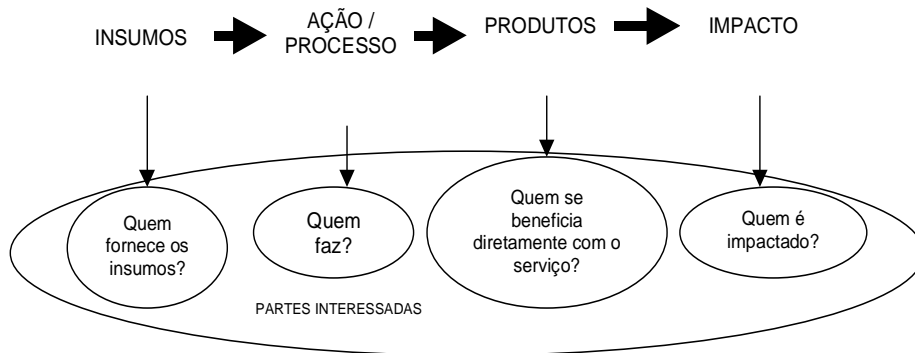 INSUMOS
AÇÃO /
PROCESSO
PRODUTOS
IMPACTO
Quem
fornece os
insumos?
Quem
faz?
Quem se
beneficia
diretamente com o
serviço?
Quem é
impactado?
PARTES INTERESSADAS